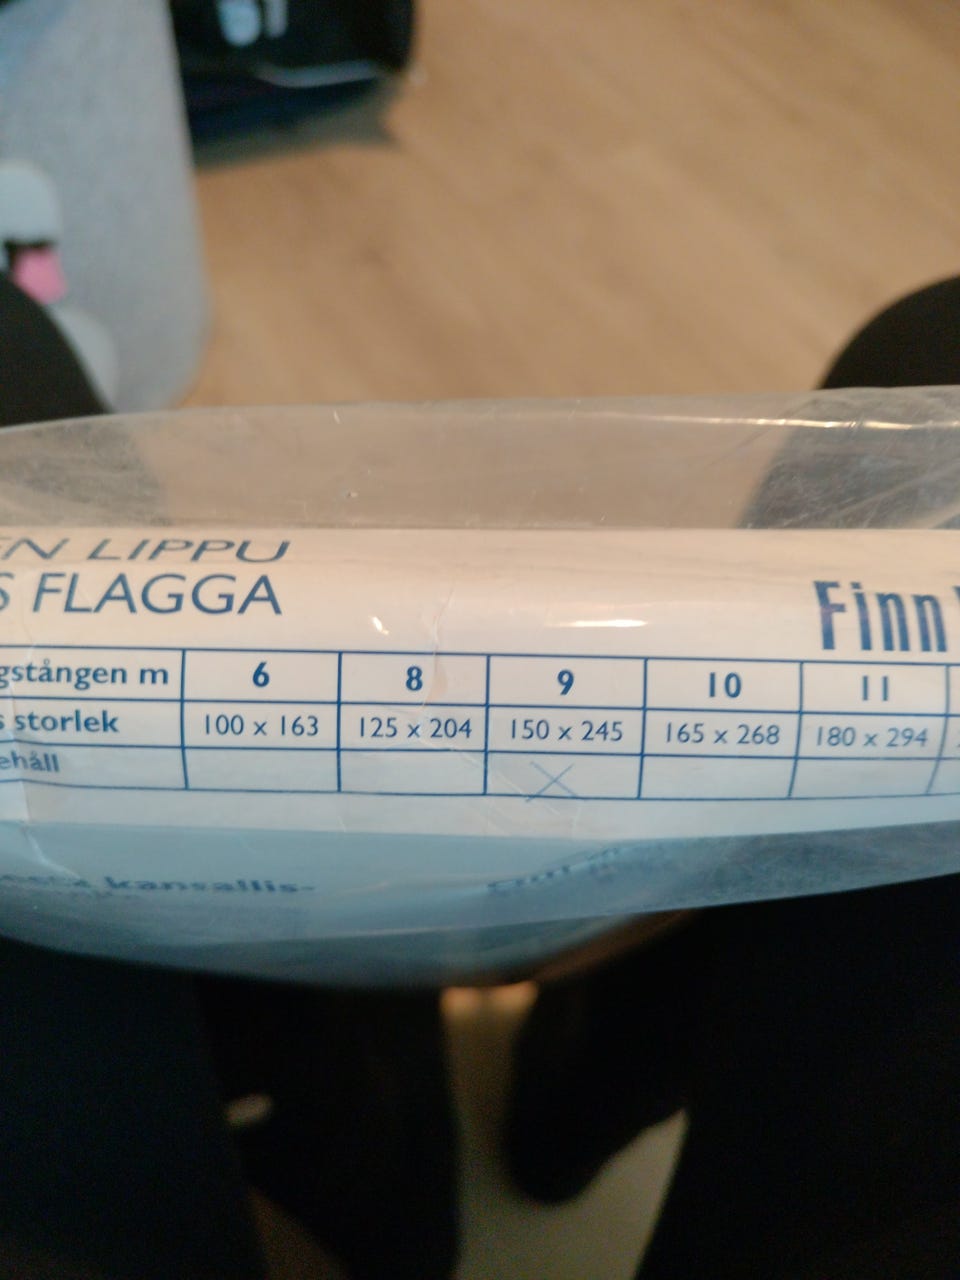 EN LIPPU
S FLAGGA
Finn
gstången m 6 8 9 10 11
s storlek 100 x 163 125 x 204 150 x 245 165 x 268 180 x 294
ehåll X
kansallis-